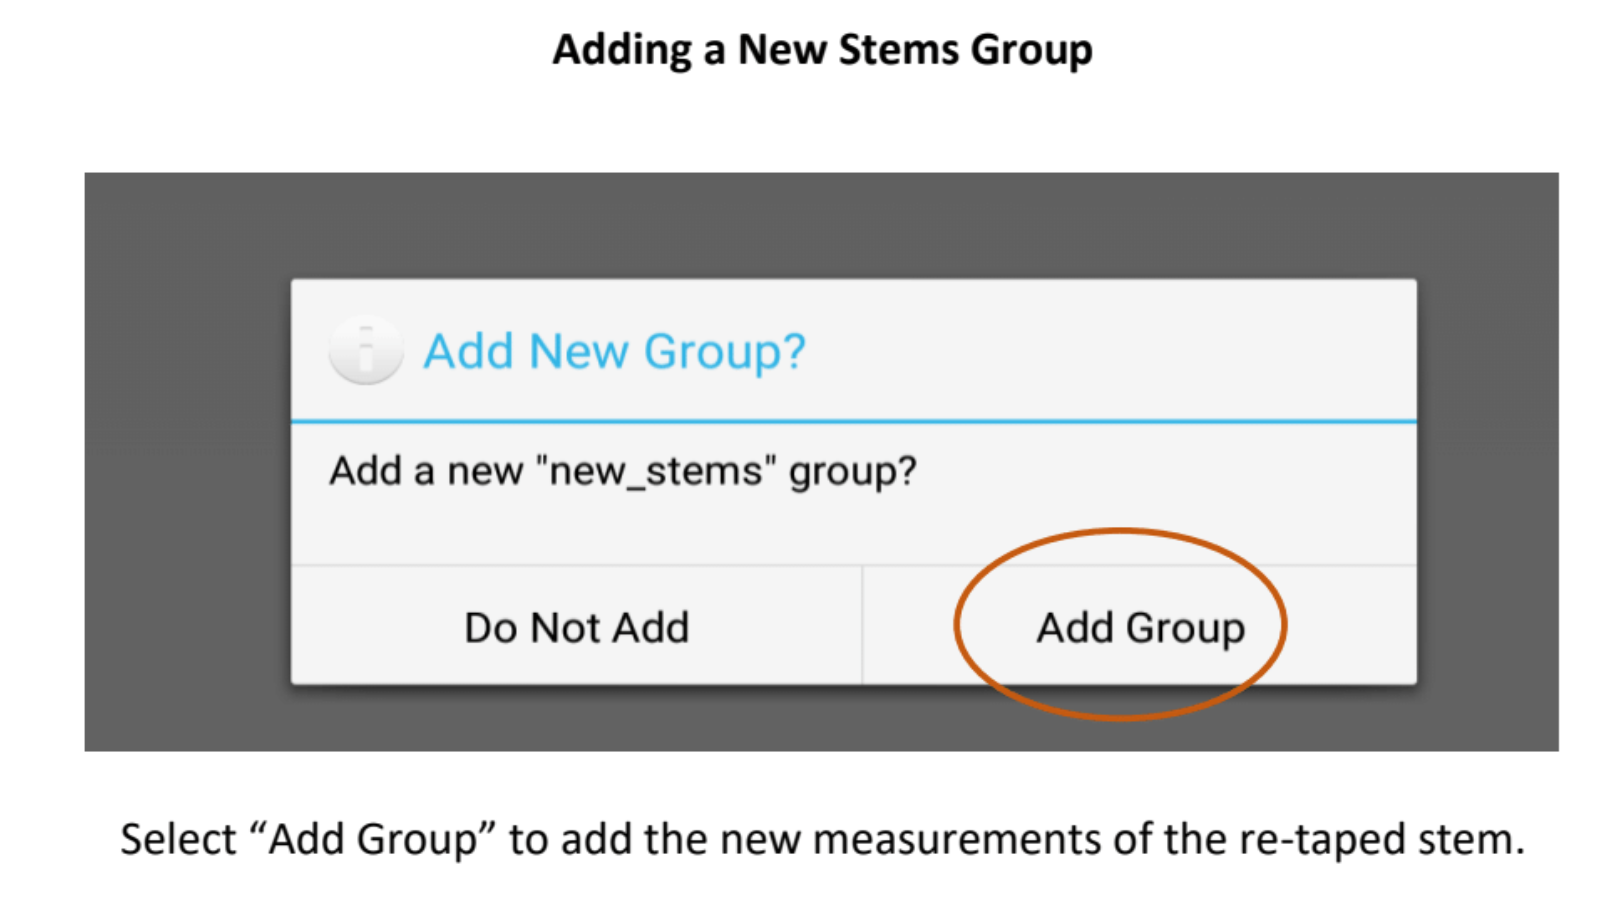 Adding a New Stems Group
Add New Group?
Add a new "new_stems" group?
Do Not Add
Add Group
Select “Add Group” to add the new measurements of the re-taped stem.